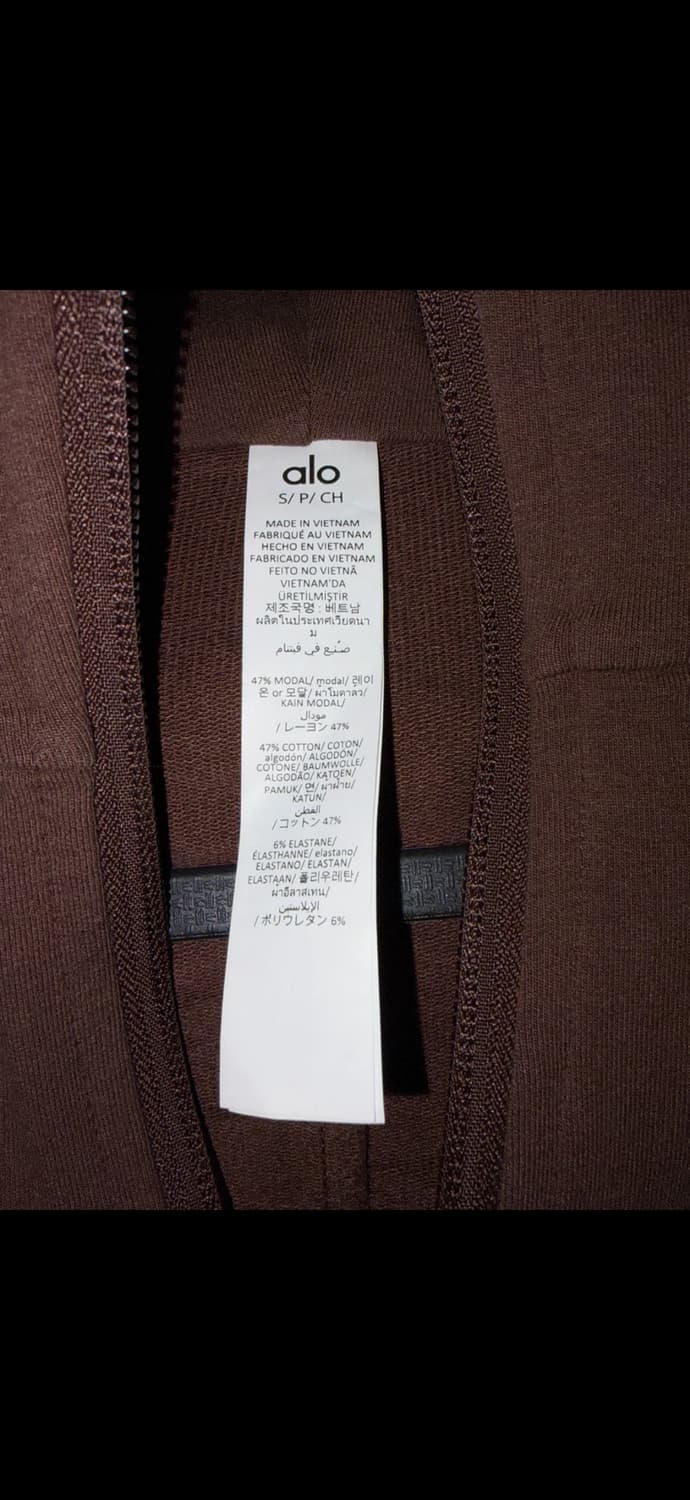 alo
S/ P/ CH
MADE IN VIETNAM
FABRIQUÉ AU VIETNAM
HECHO EN VIETNAM
FABRICADO EN VIETNAM
FEITO NO VIETNÃ
VIETNAM'DA
ÜRETİLMİŞTİR
제조국명 : 베트남
ผลิตในประเทศเวียดนา
ม
صُنِع في فيتنام
47% MODAL/ modal/ 레이
온 or 모달/ ผ้าโมดาล์ว/
KAIN MODAL/
مودال
/ レーヨン 47%
47% COTTON/ COTON/
algodón/ ALGODÓN/
COTONE/ BAUMWOLLE/
ALGODÃO/ KATOEN/
PAMUK/ 면/ ผ้าฝ้าย/
KATUN/
القطن
/ コットン 47%
6% ELASTANE/
ÉLASTHANNE/ elastano/
ELASTANO/ ELASTAN/
ELASTAAN/ 폴리우레탄/
ผ้าอีลาสเทน/
الإيلاستين
/ ポリウレタン 6%